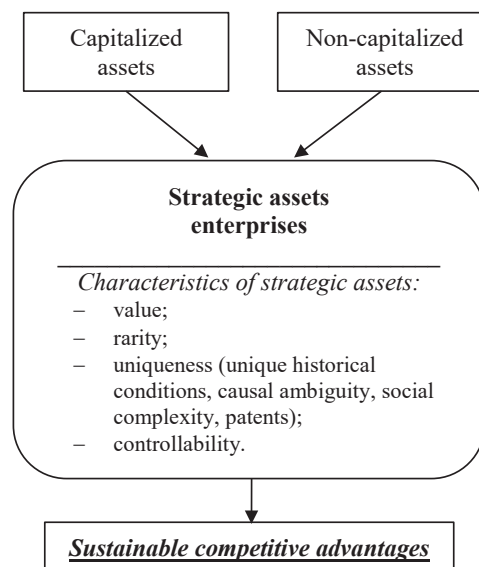 Capitalized
assets
Non-capitalized
assets
Strategic assets
enterprises
Characteristics of strategic assets:
– value;
– rarity;
– uniqueness (unique historical
conditions, causal ambiguity, social
complexity, patents);
– controllability.
Sustainable competitive advantages